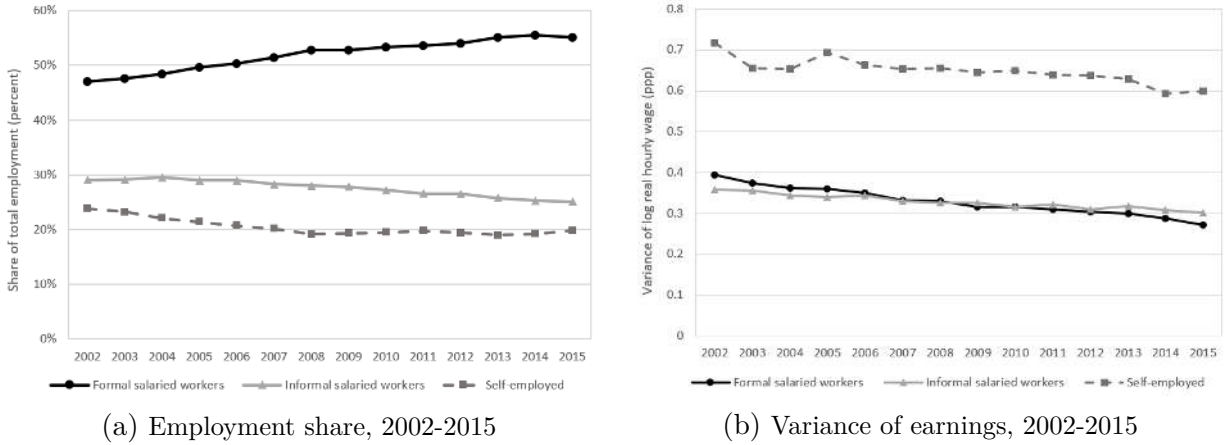 60%
50%
40%
30%
20%
10%
0%
Share of total employment (percent)
2002 2003 2004 2005 2006 2007 2008 2009 2010 2011 2012 2013 2014 2015
Formal salaried workers Informal salaried workers Self-employed
(a) Employment share, 2002-2015
0.8
0.7
0.6
0.5
0.4
0.3
0.2
0.1
0
Variance of log real hourly wage (ppp)
2002 2003 2004 2005 2006 2007 2008 2009 2010 2011 2012 2013 2014 2015
Formal salaried workers Informal salaried workers Self-employed
(b) Variance of earnings, 2002-2015